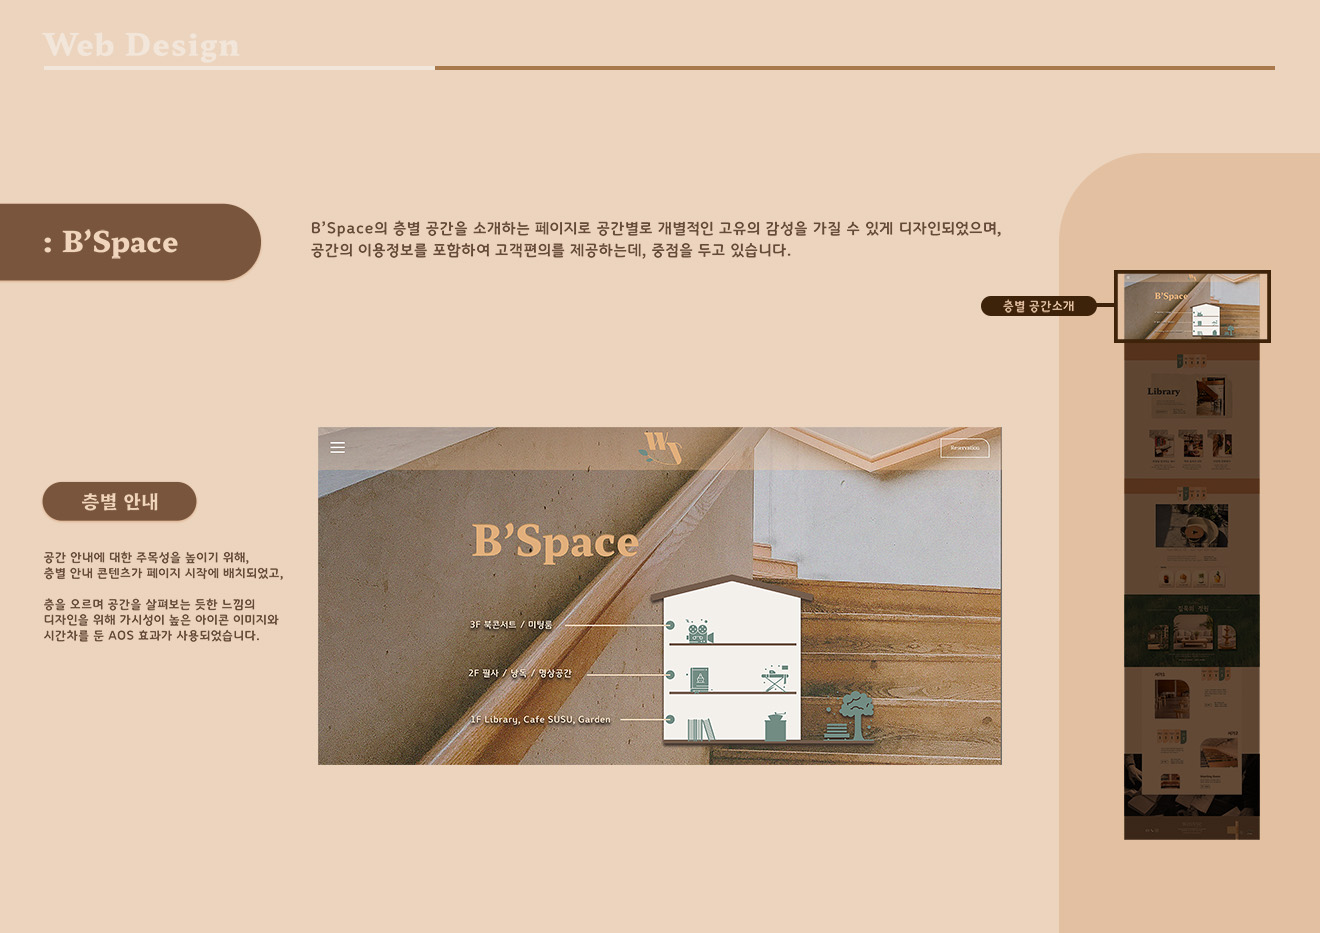 Web Design
: B’Space
B’Space의 층별 공간을 소개하는 페이지로 공간별로 개별적인 고유의 감성을 가질 수 있게 디자인되었으며,
공간의 이용정보를 포함하여 고객편의를 제공하는데, 중점을 두고 있습니다.
층별 공간소개
B’Space
Library
층별 안내
공간 안내에 대한 주목성을 높이기 위해,
층별 안내 콘텐츠가 페이지 시작에 배치되었고,
층을 오르며 공간을 살펴보는 듯한 느낌의
디자인을 위해 가시성이 높은 아이콘 이미지와
시간차를 둔 AOS 효과가 사용되었습니다.
Reservation
B’Space
3F 북콘서트 / 미팅룸
2F 필사 / 낭독 / 명상공간
1F Library, Cafe SUSU, Garden